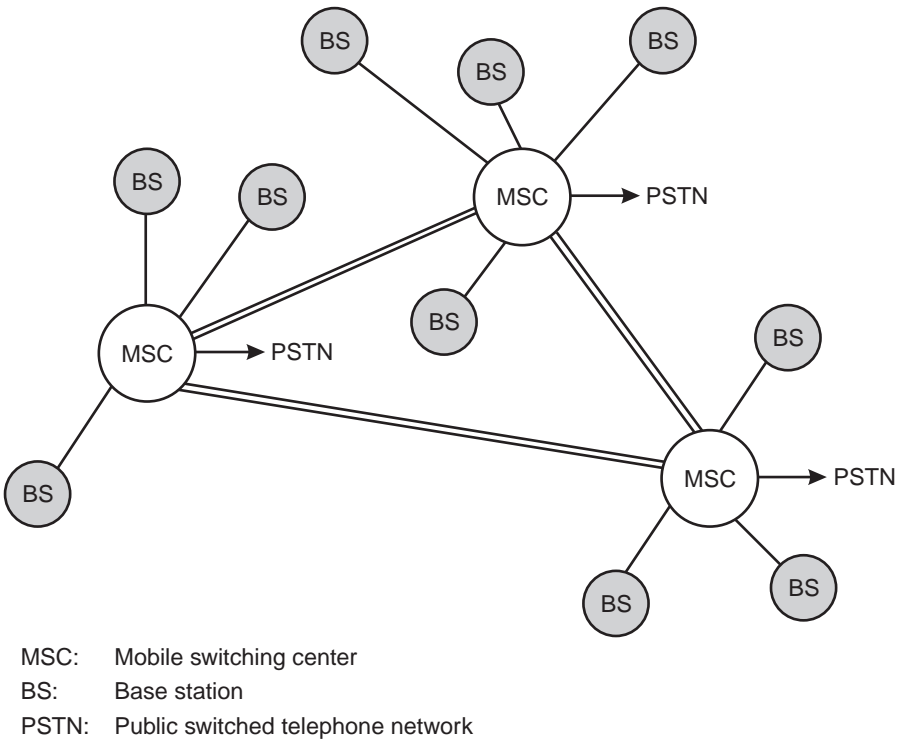 BS
BS
BS
BS
BS
MSC
PSTN
BS
BS
MSC
PSTN
BS
MSC
PSTN
BS
BS
BS
MSC: Mobile switching center
BS: Base station
PSTN: Public switched telephone network